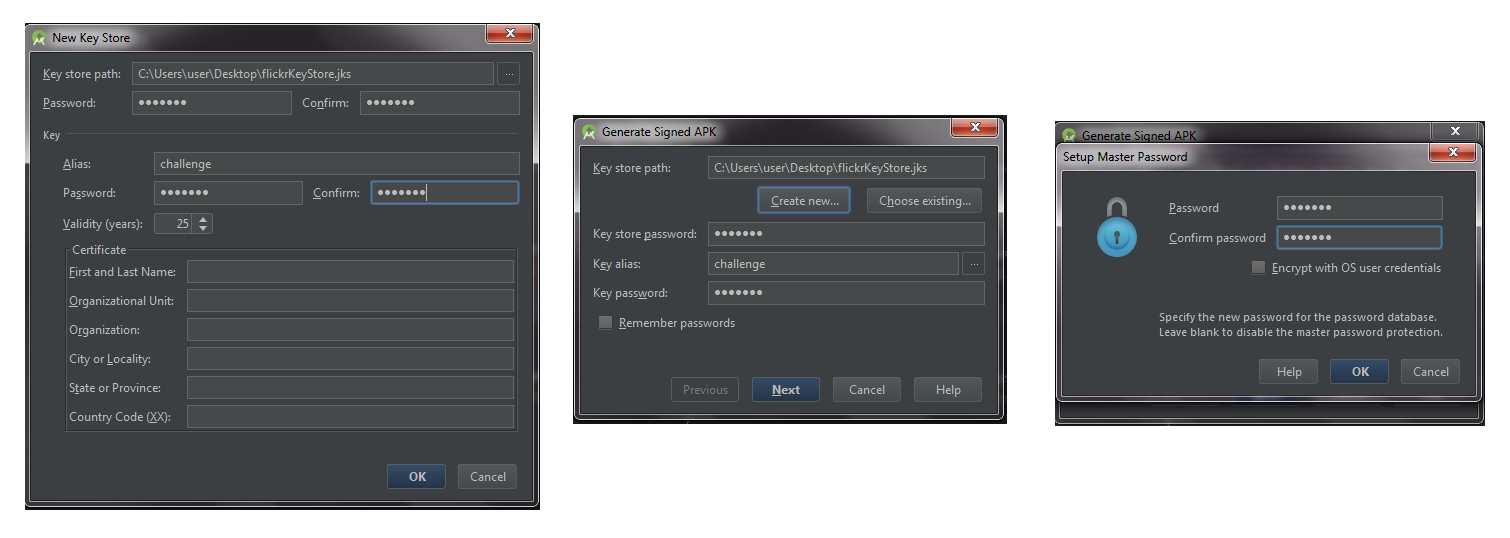 New Key Store
Key store path: C:\Users\user\Desktop\flickrKeyStore.jks ...
Password: ••••••• Confirm: •••••••
Key
Alias: challenge
Password: ••••••• Confirm: •••••••
Validity (years): 25
Certificate
First and Last Name:
Organizational Unit:
Organization:
City or Locality:
State or Province:
Country Code (XX):
OK Cancel
Generate Signed APK
Key store path: C:\Users\user\Desktop\flickrKeyStore.jks
Create new... Choose existing...
Key store password: •••••••
Key alias: challenge ...
Key password: •••••••
Remember passwords
Previous Next Cancel Help
Generate Signed APK
Setup Master Password
Password •••••••
Confirm password •••••••
Encrypt with OS user credentials
Specify the new password for the password database.
Leave blank to disable the master password protection.
Help OK Cancel